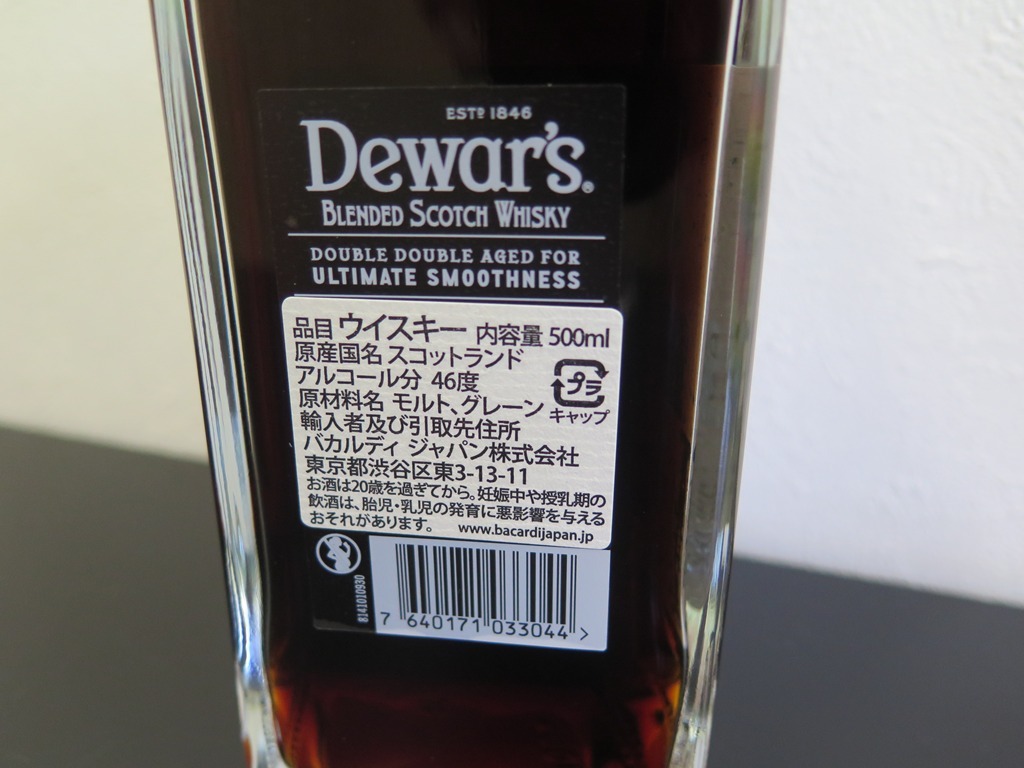 ESTD 1846
Dewar's®
BLENDED SCOTCH WHISKY
DOUBLE DOUBLE AGED FOR
ULTIMATE SMOOTHNESS
品目 ウイスキー 内容量 500ml
原産国名 スコットランド
アルコール分 46度
プラ
原材料名 モルト、グレーン キャップ
輸入者及び引取先住所
バカルディ ジャパン株式会社
東京都渋谷区東3-13-11
お酒は20歳を過ぎてから。妊娠中や授乳期の
飲酒は、胎児・乳児の発育に悪影響を与える
おそれがあります。 www.bacardijapan.jp
8141010930
7 640171 033044 >